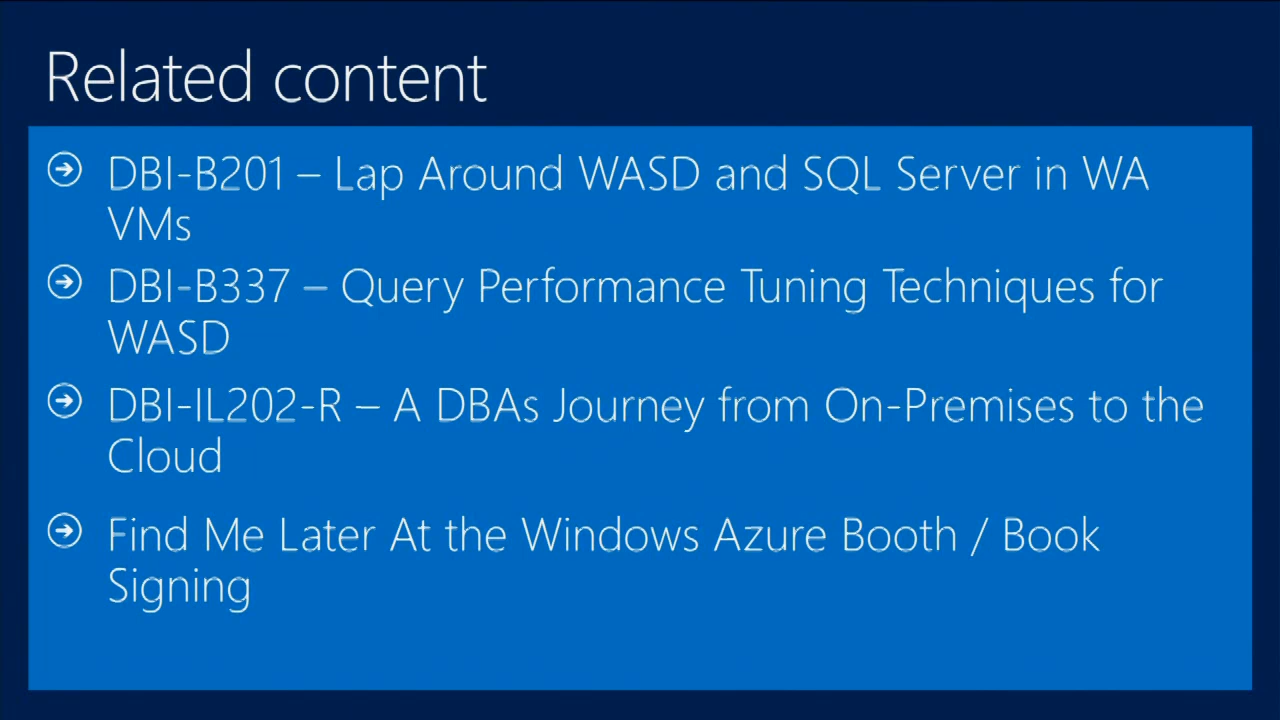 Related content
DBI-B201 – Lap Around WASD and SQL Server in WA
VMs
DBI-B337 – Query Performance Tuning Techniques for
WASD
DBI-IL202-R – A DBAs Journey from On-Premises to the
Cloud
Find Me Later At the Windows Azure Booth / Book
Signing